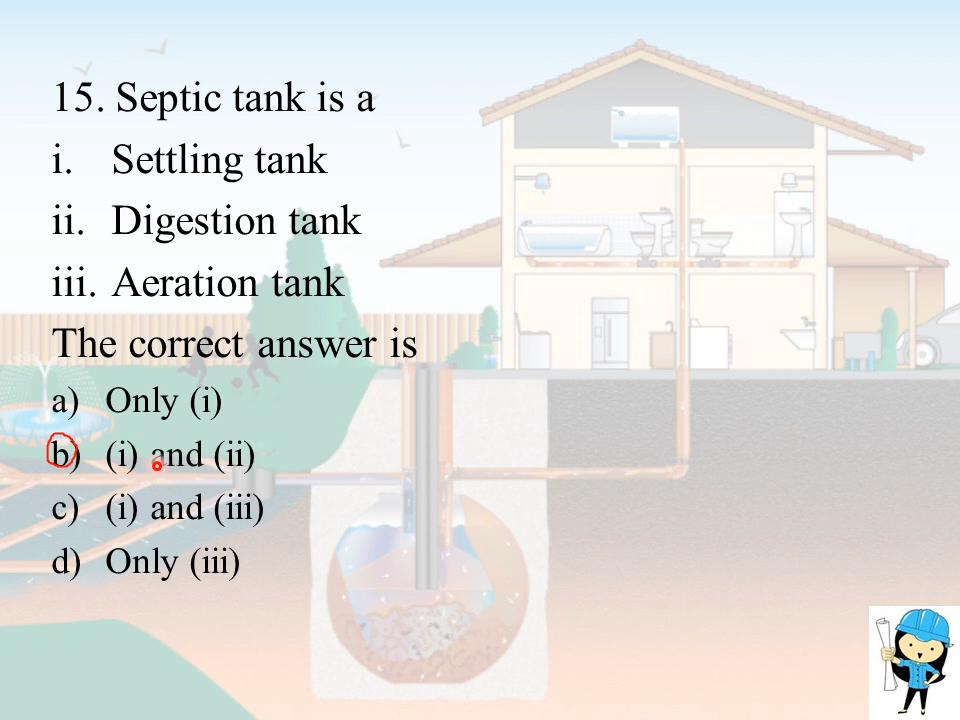 15. Septic tank is a
i. Settling tank
ii. Digestion tank
iii. Aeration tank
The correct answer is
a) Only (i)
b) (i) and (ii)
c) (i) and (iii)
d) Only (iii)